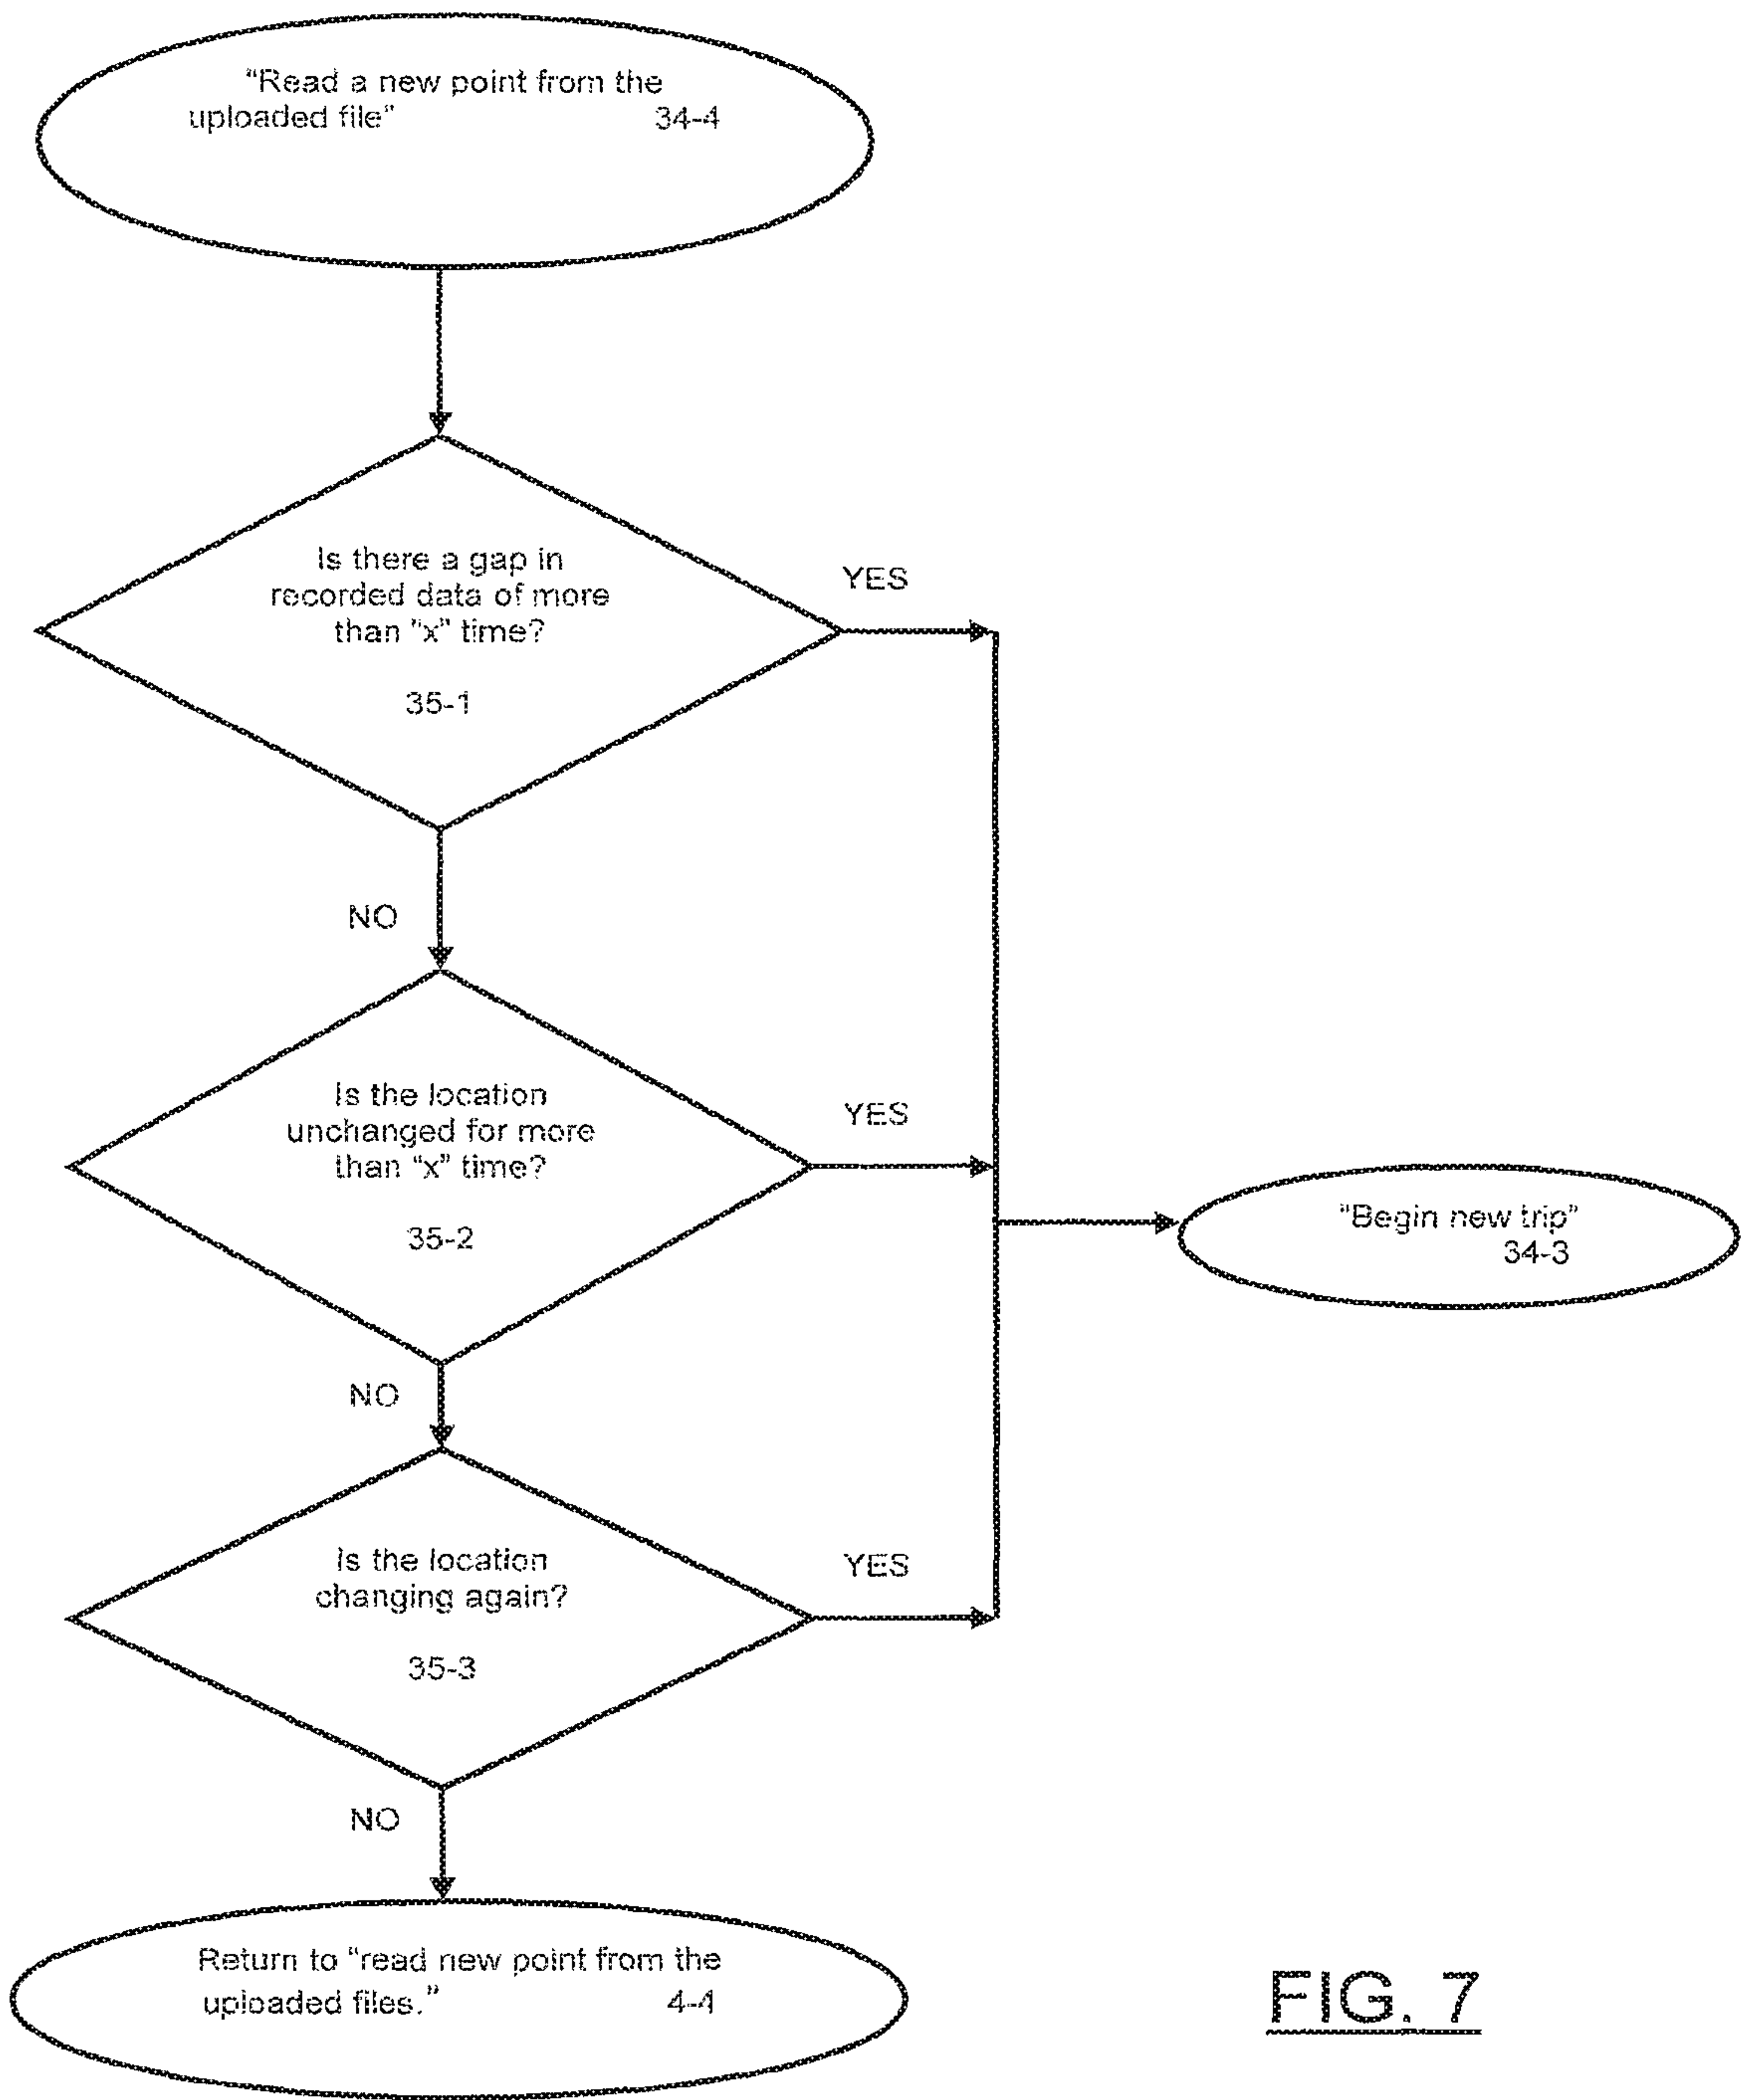 "Read a new point from the
uploaded file" 34-4
Is there a gap in
recorded data of more
than "x" time?
35-1
YES
NO
Is the location
unchanged for more
than "x" time?
35-2
YES
"Begin new trip"
34-3
NO
Is the location
changing again?
35-3
YES
NO
Return to "read new point from the
uploaded files." 4-4
FIG. 7